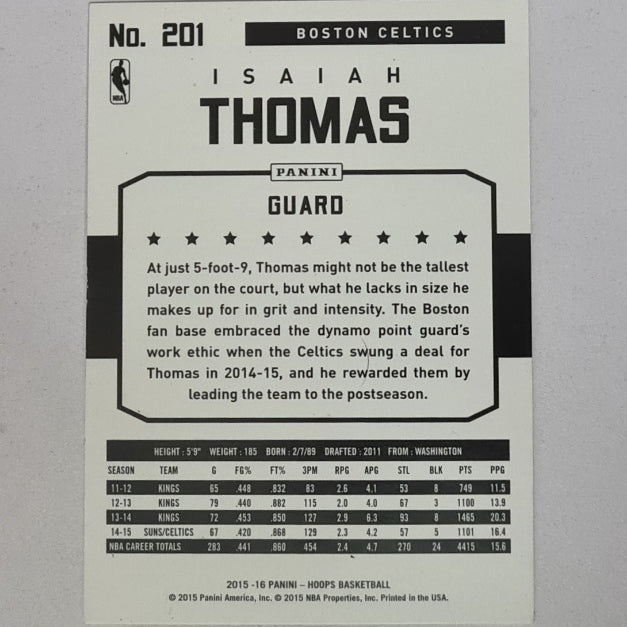 No. 201
BOSTON CELTICS
NBA
ISAIAH
THOMAS
PANINI
GUARD
At just 5-foot-9, Thomas might not be the tallest
player on the court, but what he lacks in size he
makes up for in grit and intensity. The Boston
fan base embraced the dynamo point guard's
work ethic when the Celtics swung a deal for
Thomas in 2014-15, and he rewarded them by
leading the team to the postseason.
HEIGHT : 5'9" WEIGHT : 185 BORN : 2/7/89 DRAFTED : 2011 FROM : WASHINGTON
SEASON TEAM G FG% FT% 3PM RPG APG STL BLK PTS PPG
11-12 KINGS 65 .448 .832 83 2.6 4.1 53 8 749 11.5
12-13 KINGS 79 .440 .882 115 2.0 4.0 67 3 1100 13.9
13-14 KINGS 72 .453 .850 127 2.9 6.3 93 8 1465 20.3
14-15 SUNS/CELTICS 67 .420 .868 129 2.3 4.2 57 5 1101 16.4
NBA CAREER TOTALS 283 .441 .860 454 2.4 4.7 270 24 4415 15.6
2015 -16 PANINI – HOOPS BASKETBALL
© 2015 Panini America, Inc. © 2015 NBA Properties, Inc. Printed in the USA.